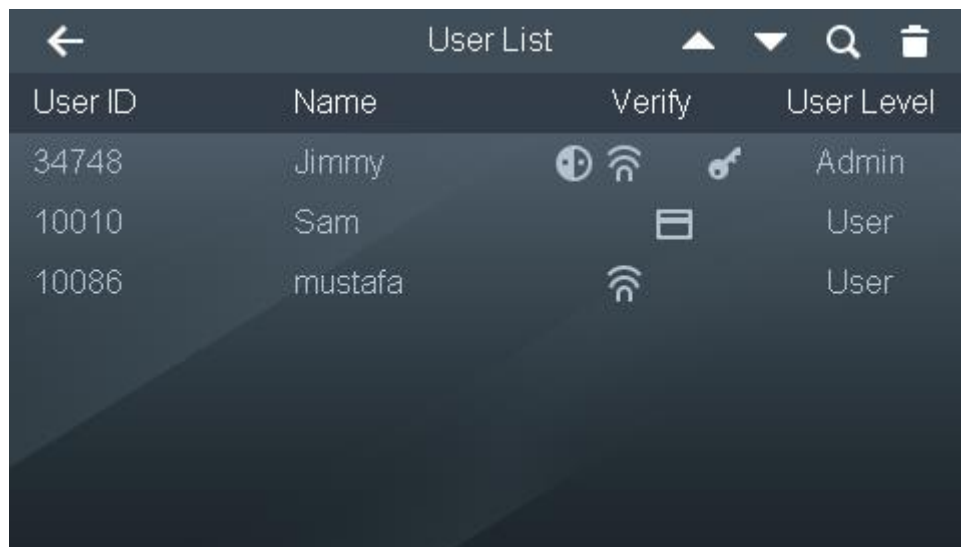 User List
User ID Name Verify User Level
34748 Jimmy Admin
10010 Sam User
10086 mustafa User